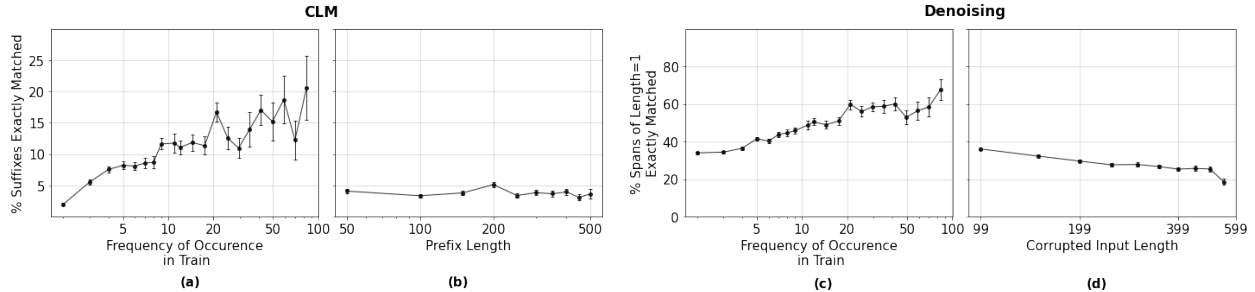 CLM
Denoising
% Suffixes Exactly Matched
25
20
15
10
5
5 10 20 50 100
Frequency of Occurence
in Train
(a)
50 100 200 500
Prefix Length
(b)
% Spans of Length=1
Exactly Matched
80
60
40
20
0
5 10 20 50 100
Frequency of Occurence
in Train
(c)
99 199 399 599
Corrupted Input Length
(d)